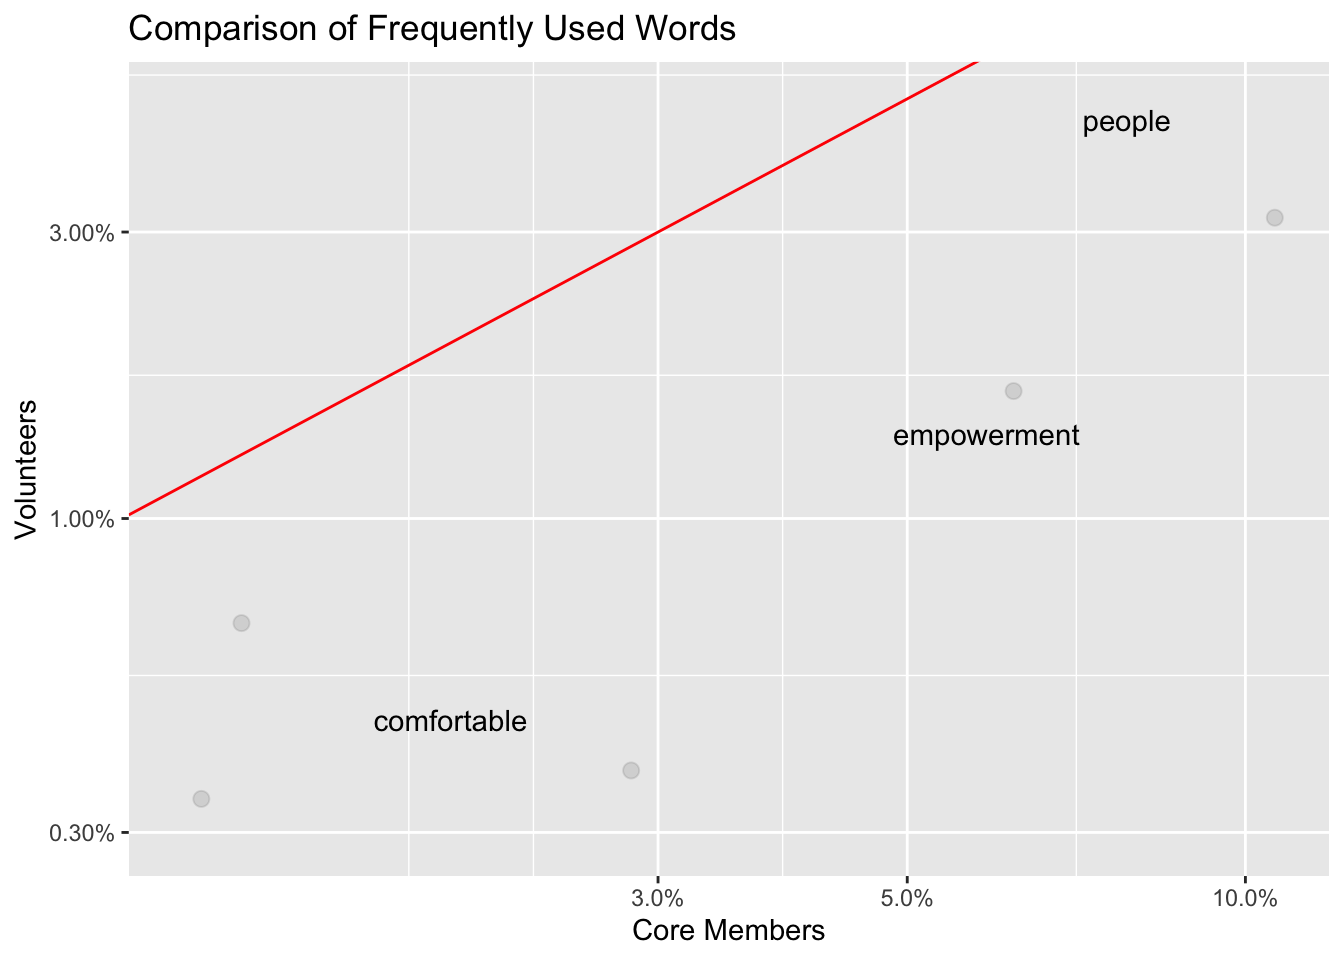 Comparison of Frequently Used Words
people
3.00%
empowerment
Volunteers
1.00%
comfortable
0.30%
3.0% 5.0% 10.0%
Core Members